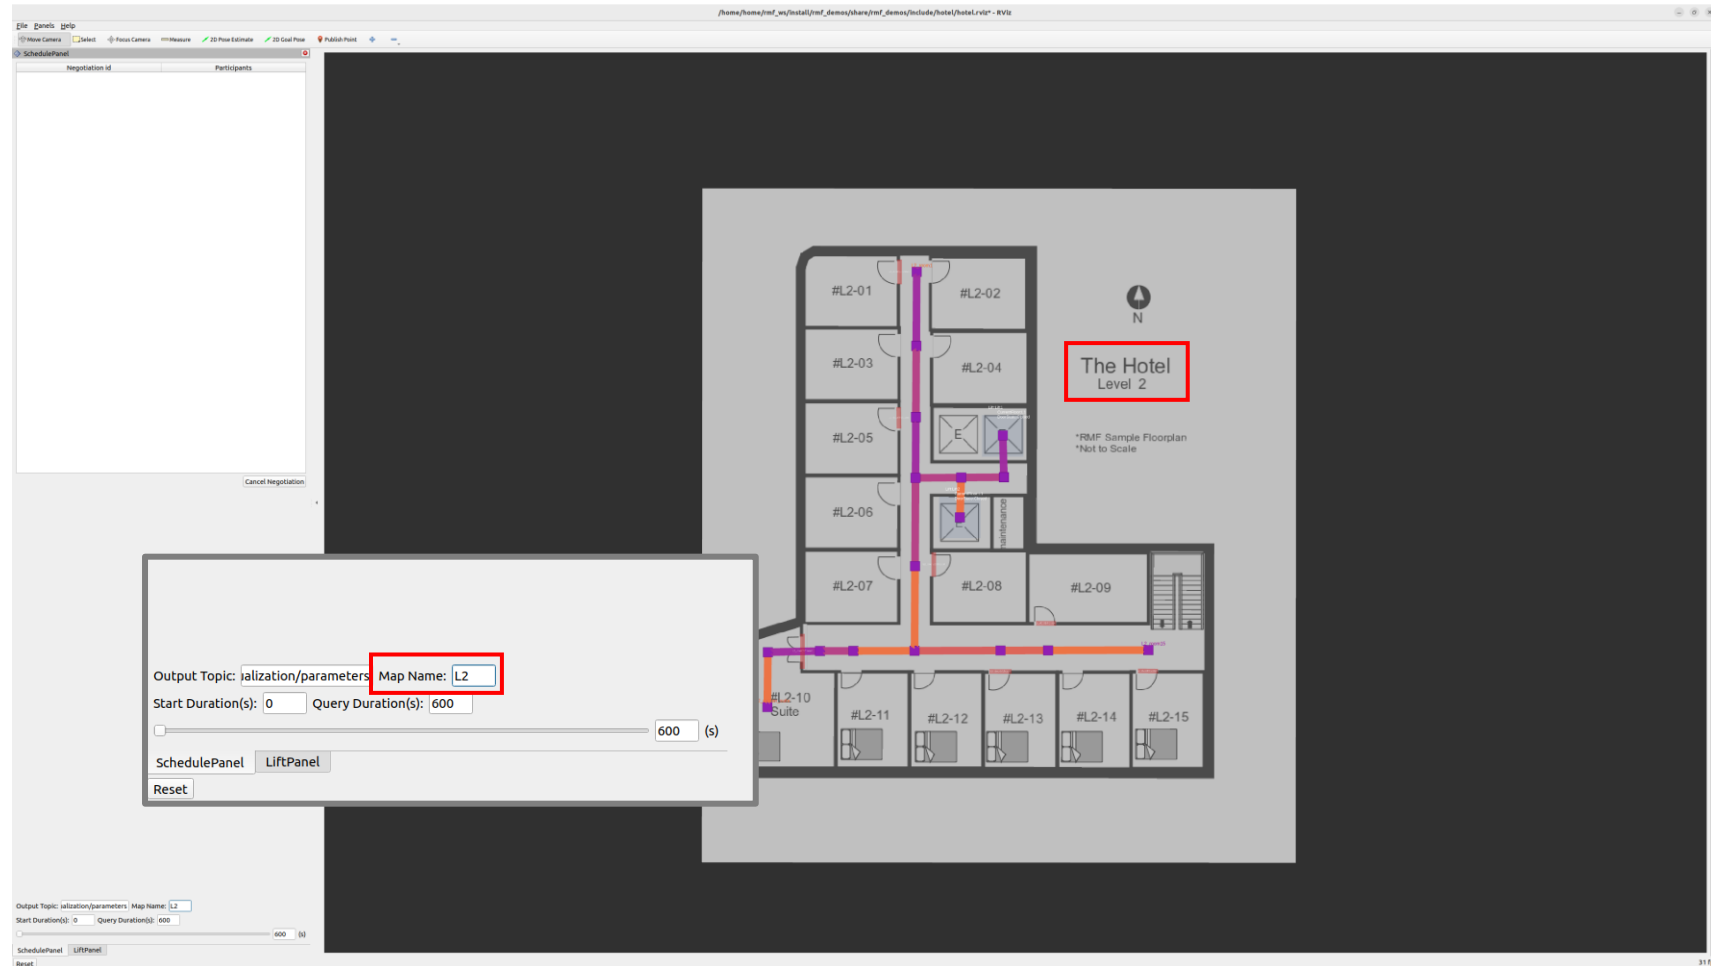 /home/home/rmf_ws/install/rmf_demos/share/rmf_demos/include/hotel/hotel.rviz* - RViz
File Panels Help
Move Camera Select Focus Camera Measure 2D Pose Estimate 2D Goal Pose Publish Point
SchedulePanel
Negotiation id Participants
Cancel Negotiation
#L2-01
#L2-02
N
#L2-03
#L2-04
The Hotel
Level 2
#L2-05
E
*RMF Sample Floorplan
*Not to Scale
#L2-06
E
maintenance
#L2-07
#L2-08
#L2-09
#L2-10
Suite
#L2-11
#L2-12
#L2-13
#L2-14
#L2-15
Output Topic: alization/parameters Map Name: L2
Start Duration(s): 0 Query Duration(s): 600
600 (s)
SchedulePanel LiftPanel
Reset
Output Topic: alization/parameters Map Name: L2
Start Duration(s): 0 Query Duration(s): 600
600 (s)
SchedulePanel LiftPanel
Reset